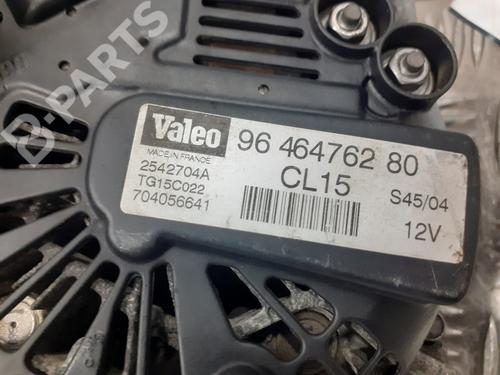 B-PARTS
Valeo
MADE IN FRANCE
2542704A
TG15C022
704056641
96 464762 80
CL15
S45/04
12V